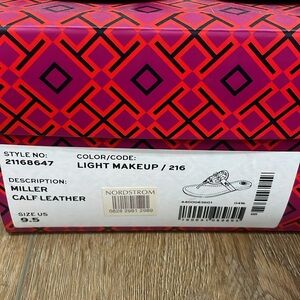 STYLE NO:
21168647
COLOR/CODE:
LIGHT MAKEUP / 216
DESCRIPTION:
MILLER
CALF LEATHER
NORDSTROM
SIZE US
9.5